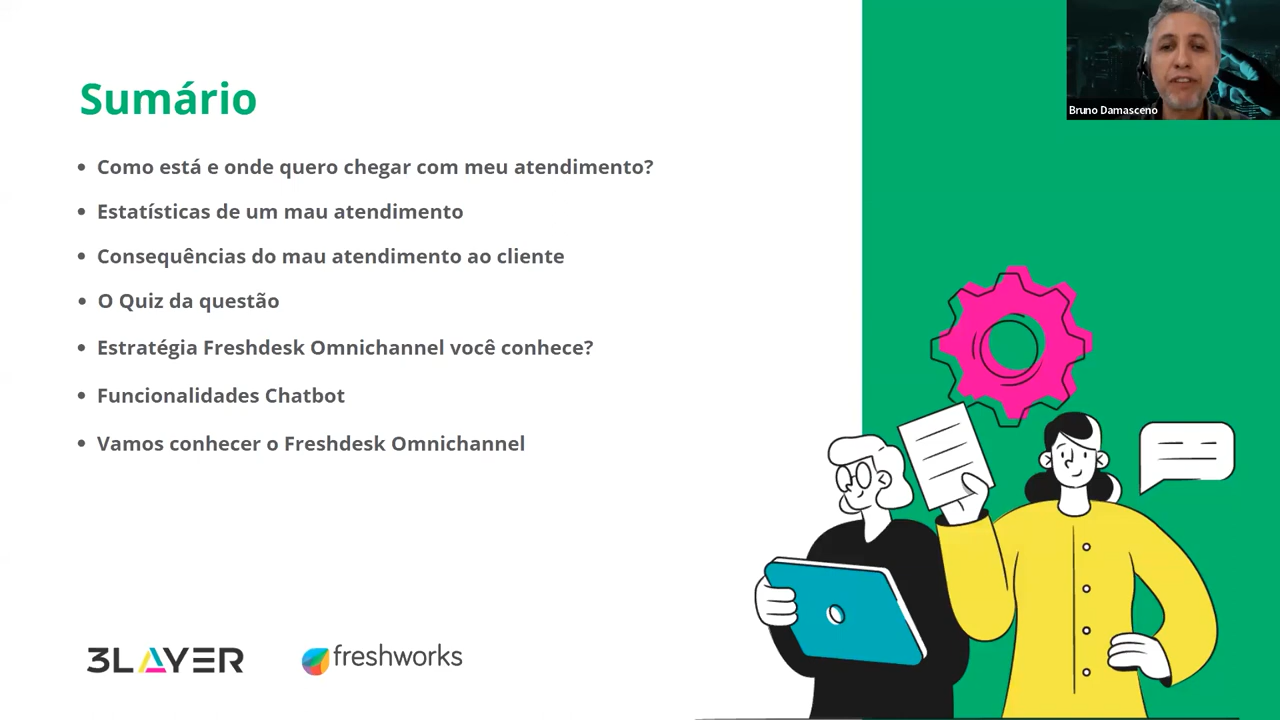 Sumário
• Como está e onde quero chegar com meu atendimento?
• Estatísticas de um mau atendimento
• Consequências do mau atendimento ao cliente
• O Quiz da questão
• Estratégia Freshdesk Omnichannel você conhece?
• Funcionalidades Chatbot
• Vamos conhecer o Freshdesk Omnichannel
3LAYER
freshworks
Bruno Damasceno